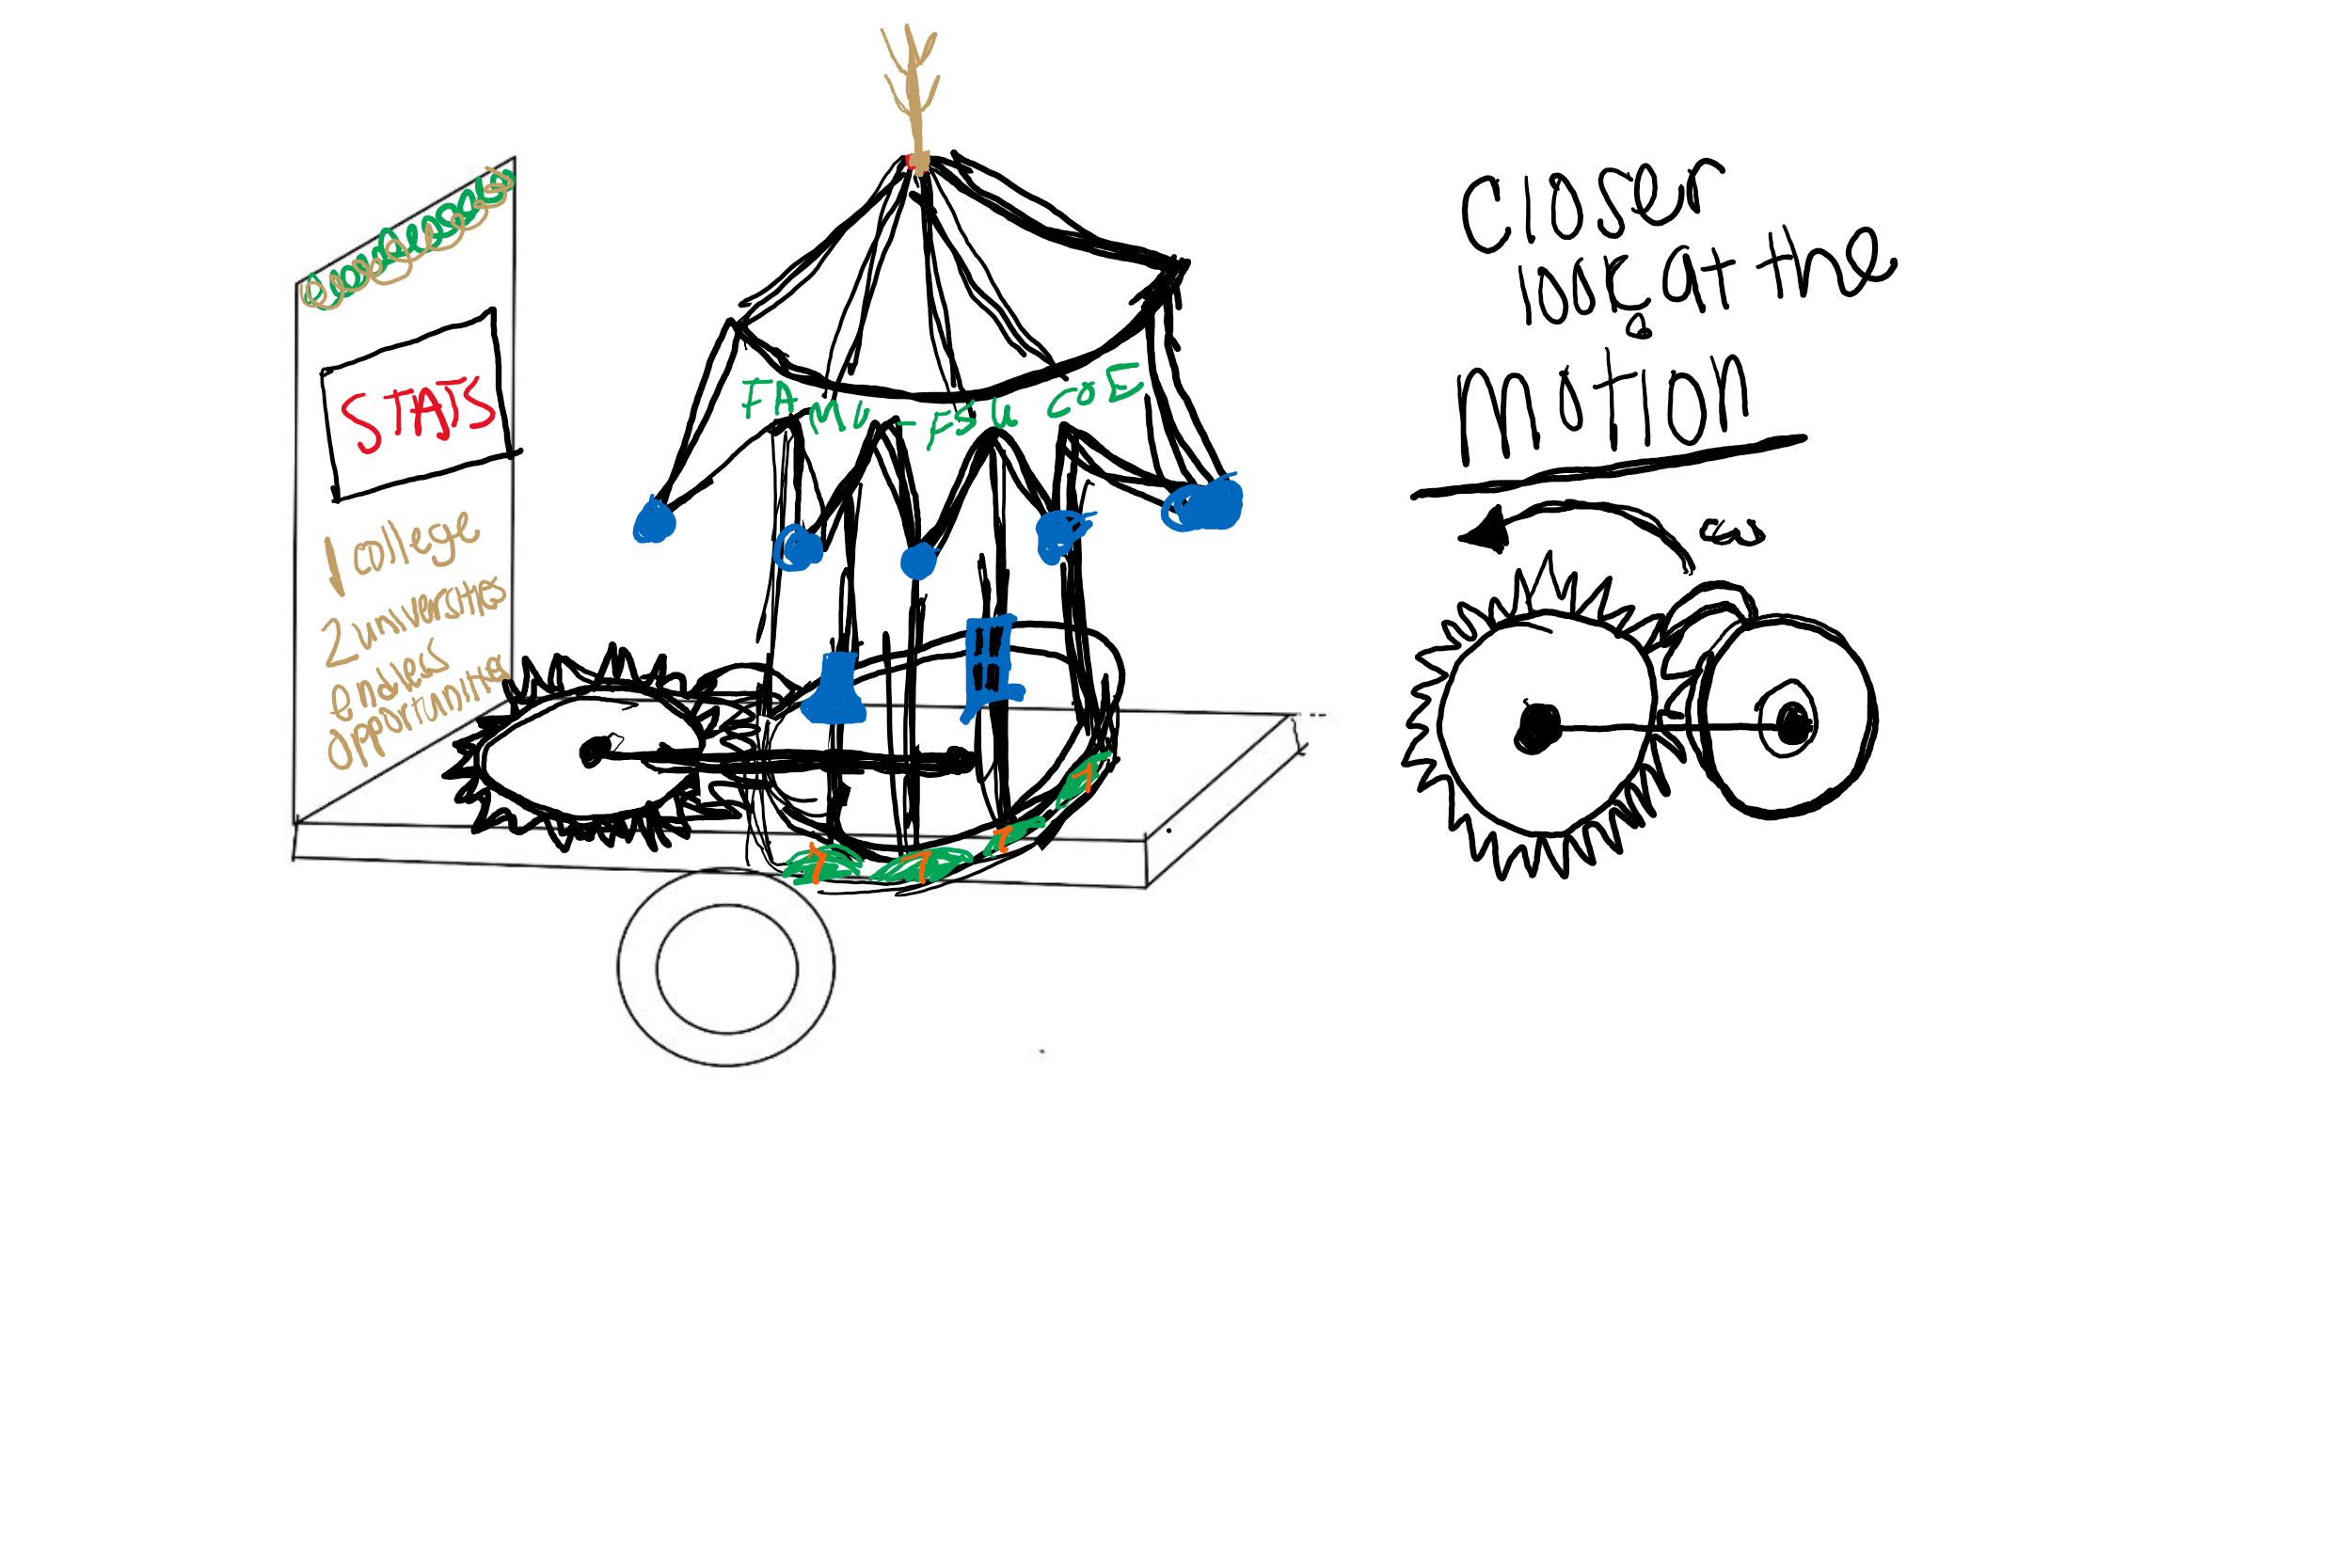 STATS
1 college
2 universities
endless
opportunities
FAMU-FSU COE
closer
look at the
motion